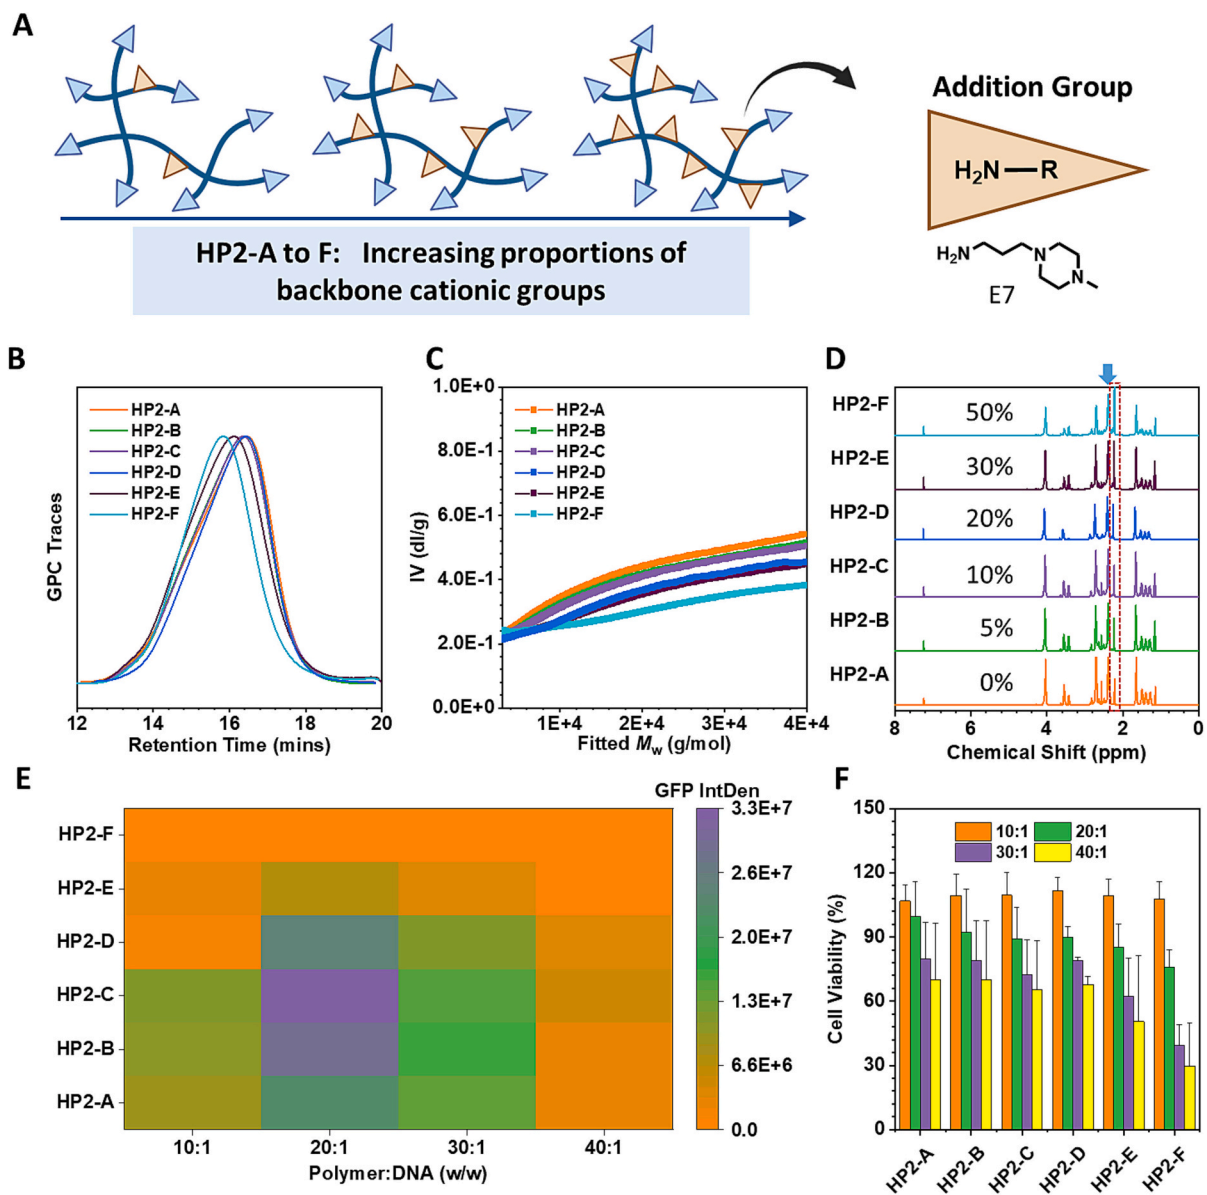 A
Addition Group
H₂N—R
H₂N
N
N
E7
HP2-A to F: Increasing proportions of
backbone cationic groups
B
HP2-A
HP2-B
HP2-C
HP2-D
HP2-E
HP2-F
GPC Traces
12 14 16 18 20
Retention Time (mins)
C
1.0E+0
8.0E-1
6.0E-1
4.0E-1
2.0E-1
0.0E+0
HP2-A
HP2-B
HP2-C
HP2-D
HP2-E
HP2-F
IV (dl/g)
1E+4 2E+4 3E+4 4E+4
Fitted Mw (g/mol)
D
HP2-F 50%
HP2-E 30%
HP2-D 20%
HP2-C 10%
HP2-B 5%
HP2-A 0%
8 6 4 2 0
Chemical Shift (ppm)
E
GFP IntDen
HP2-F
HP2-E
HP2-D
HP2-C
HP2-B
HP2-A
3.3E+7
2.6E+7
2.0E+7
1.3E+7
6.6E+6
0.0
10:1 20:1 30:1 40:1
Polymer:DNA (w/w)
F
150
120
90
60
30
0
Cell Viability (%)
10:1 20:1
30:1 40:1
HP2-A HP2-B HP2-C HP2-D HP2-E HP2-F